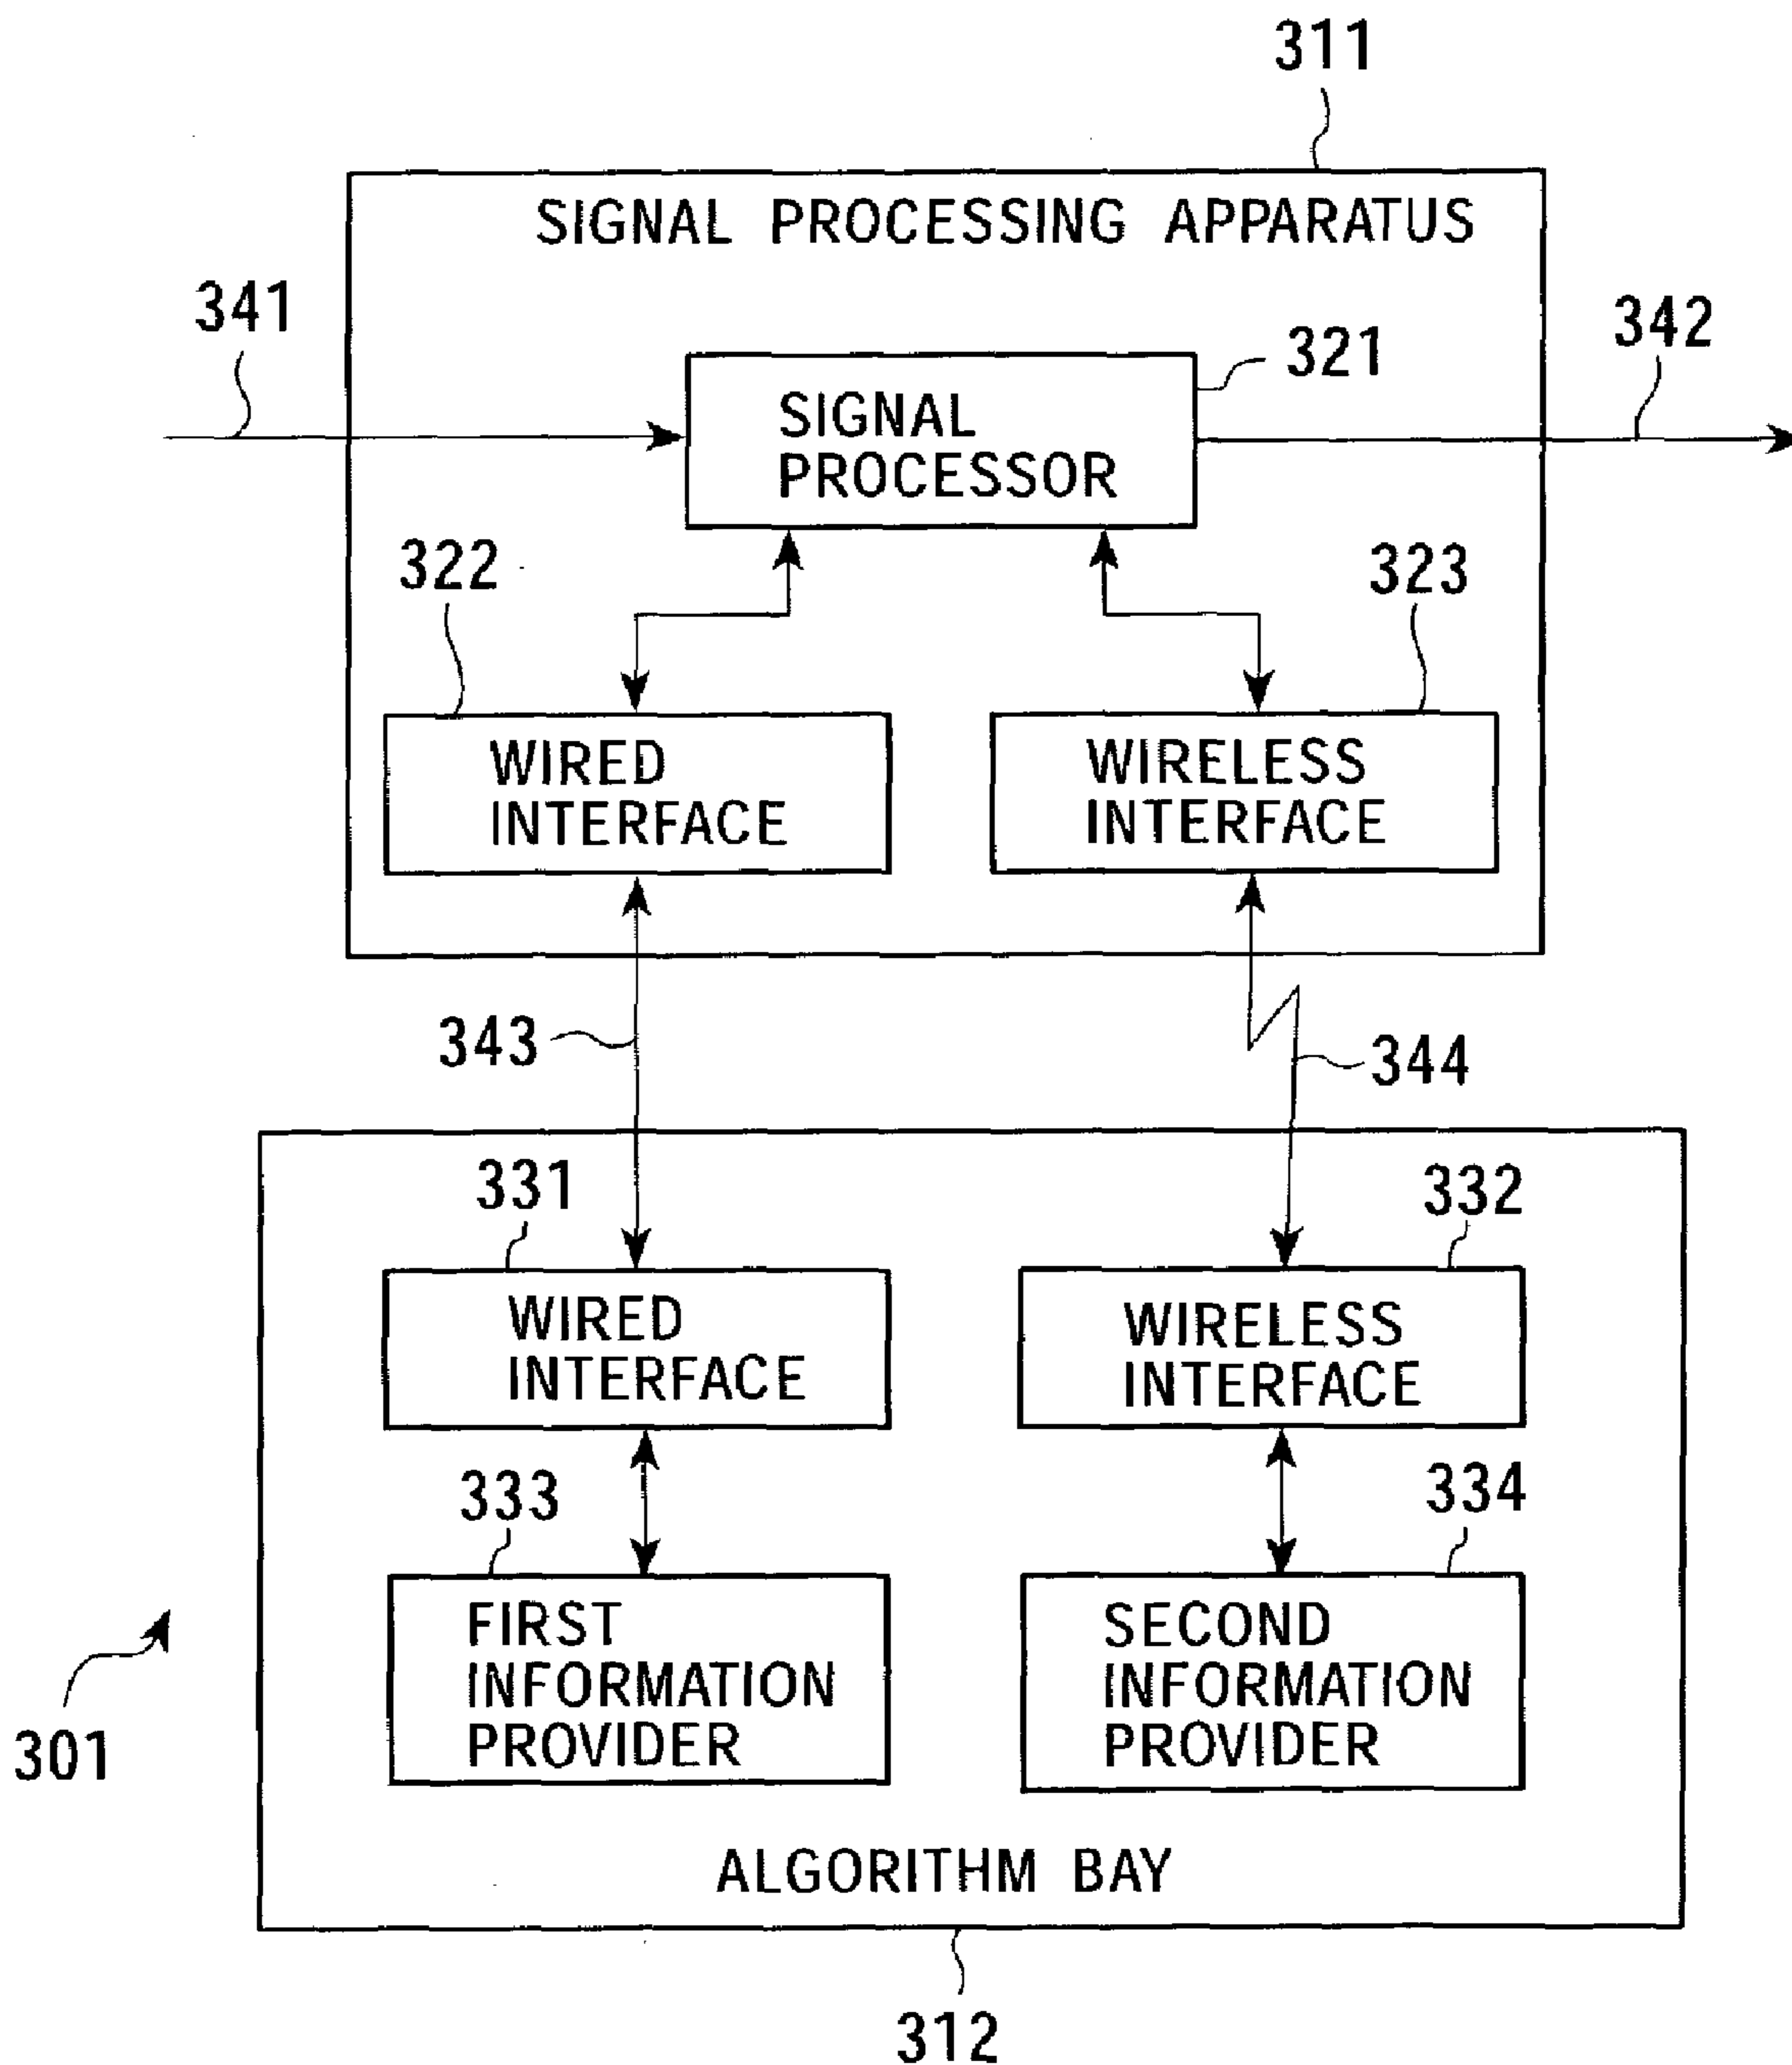 311
SIGNAL PROCESSING APPARATUS
341
342
321
SIGNAL
PROCESSOR
322
323
WIRED
INTERFACE
WIRELESS
INTERFACE
343
344
331
332
WIRED
INTERFACE
WIRELESS
INTERFACE
333
334
FIRST
INFORMATION
PROVIDER
SECOND
INFORMATION
PROVIDER
301
ALGORITHM BAY
312